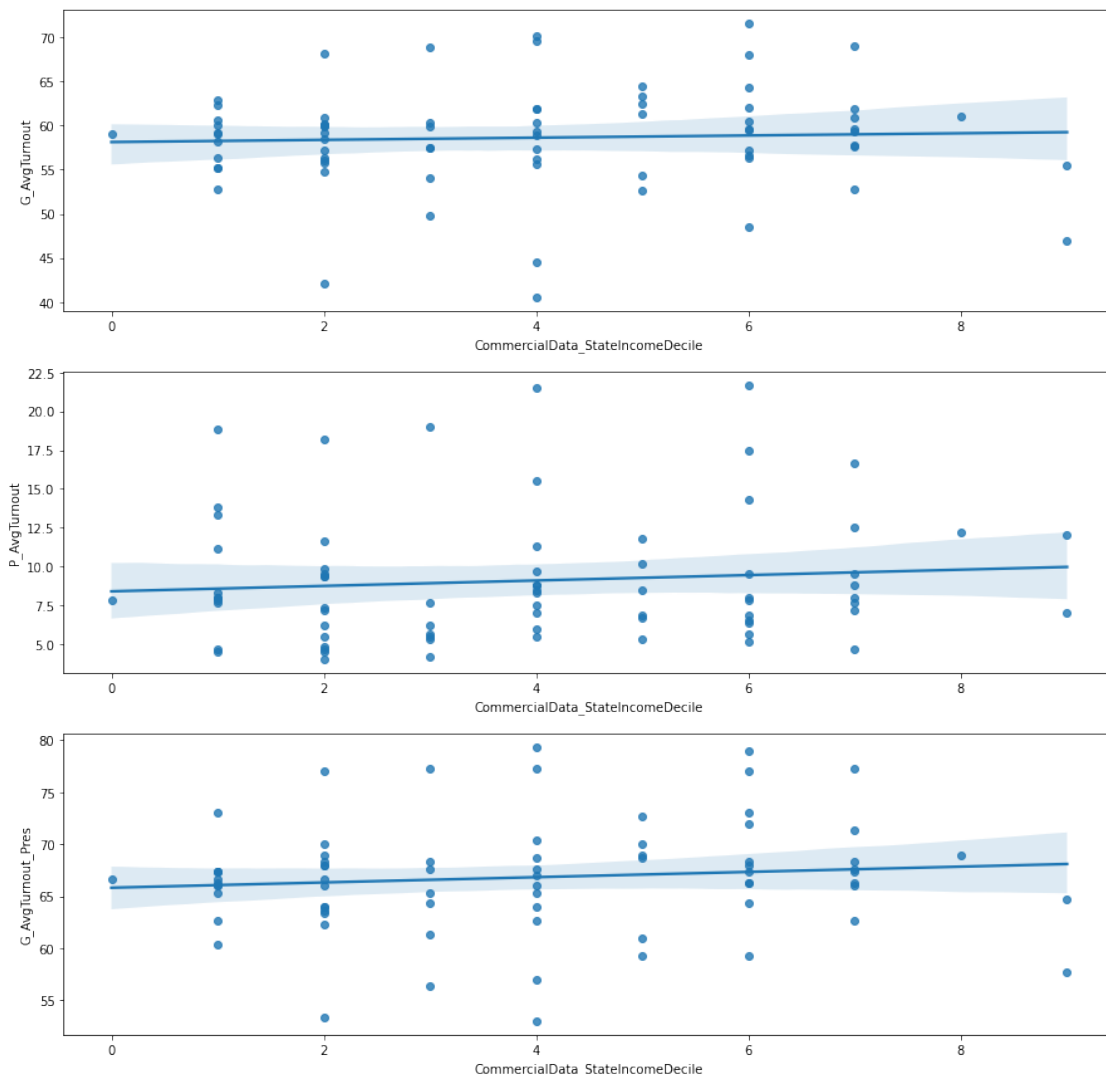 70
65
60
55
50
45
40
G_AvgTurnout
0 2 4 6 8
CommercialData_StateIncomeDecile
22.5
20.0
17.5
15.0
12.5
10.0
7.5
5.0
P_AvgTurnout
0 2 4 6 8
CommercialData_StateIncomeDecile
80
75
70
65
60
55
G_AvgTurnout_Pres
0 2 4 6 8
CommercialData_StateIncomeDecile